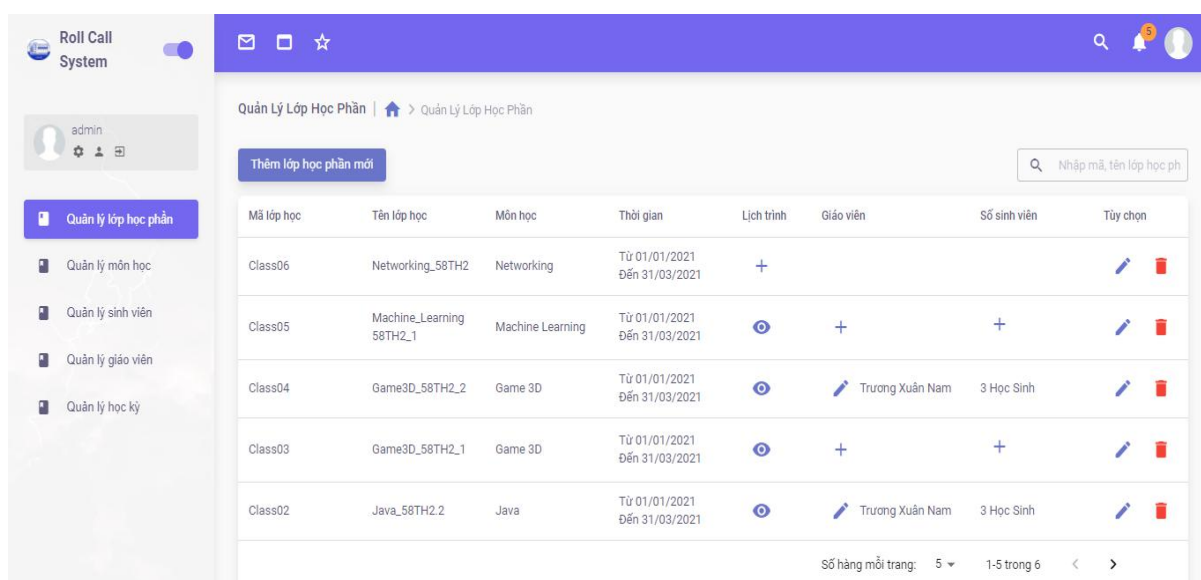 Roll Call
System
5
admin
Quản Lý Lớp Học Phần | > Quản Lý Lớp Học Phần
Thêm lớp học phần mới
Nhập mã, tên lớp học ph
Quản lý lớp học phần
Quản lý môn học
Quản lý sinh viên
Quản lý giáo viên
Quản lý học kỳ
Mã lớp học Tên lớp học Môn học Thời gian Lịch trình Giáo viên Số sinh viên Tùy chọn
Class06 Networking_58TH2 Networking Từ 01/01/2021
Đến 31/03/2021
Class05 Machine_Learning Machine Learning Từ 01/01/2021
58TH2_1 Đến 31/03/2021
Class04 Game3D_58TH2_2 Game 3D Từ 01/01/2021 Trương Xuân Nam 3 Học Sinh
Đến 31/03/2021
Class03 Game3D_58TH2_1 Game 3D Từ 01/01/2021
Đến 31/03/2021
Class02 Java_58TH2.2 Java Từ 01/01/2021 Trương Xuân Nam 3 Học Sinh
Đến 31/03/2021
Số hàng mỗi trang: 5 1-5 trong 6